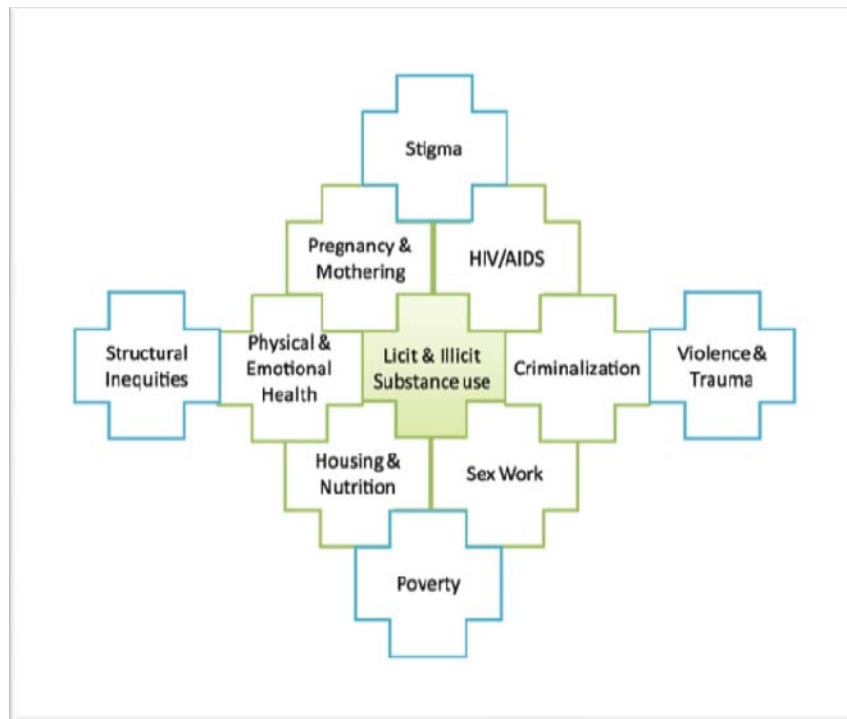 Stigma
Pregnancy &
Mothering
HIV/AIDS
Structural
Inequities
Physical &
Emotional
Health
Licit & Illicit
Substance use
Criminalization
Violence &
Trauma
Housing &
Nutrition
Sex Work
Poverty